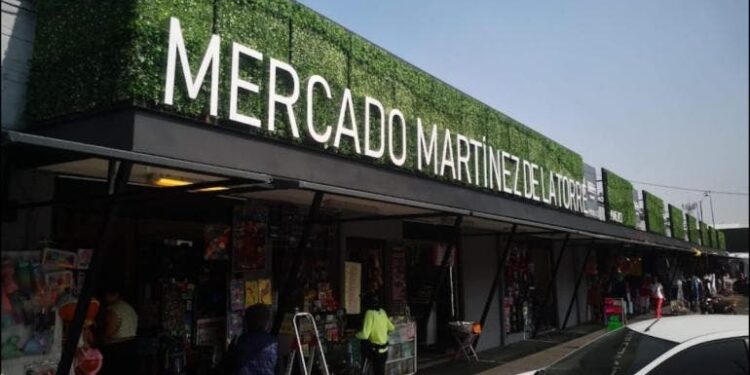 MERCADO MARTÍNEZ DE LA TORRE